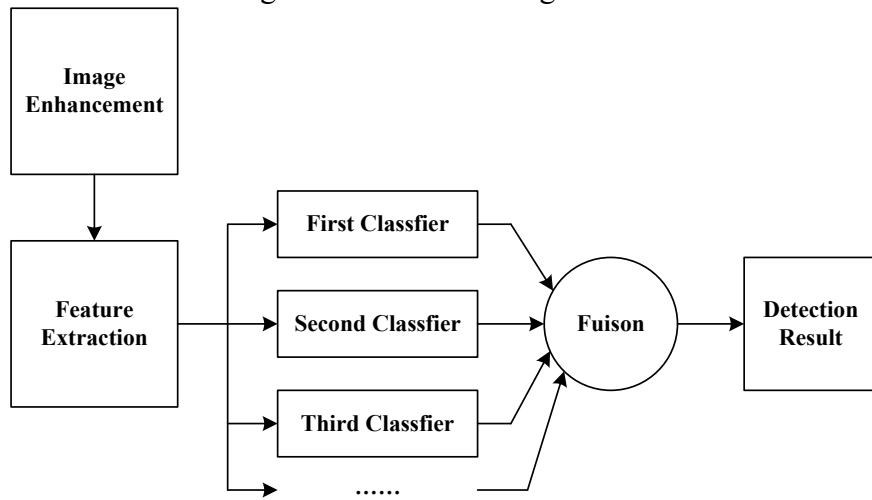 Image
Enhancement
Feature
Extraction
First Classfier
Second Classfier
Third Classfier
......
Fuison
Detection
Result